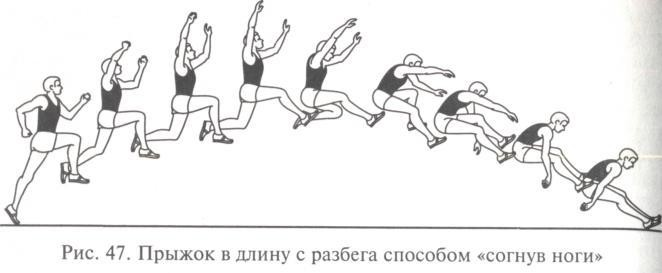 Рис. 47. Прыжок в длину с разбега способом «согнув ноги»